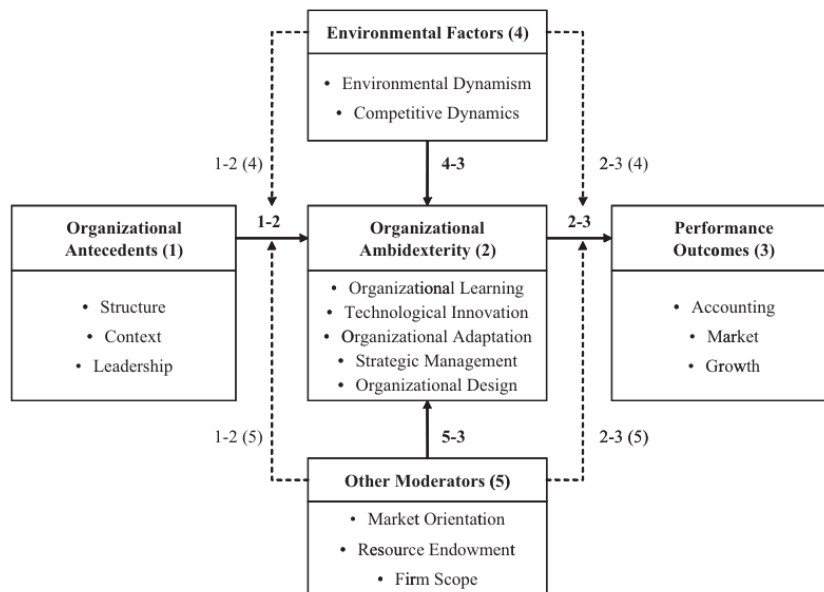 Environmental Factors (4)
• Environmental Dynamism
• Competitive Dynamics
1-2 (4)
4-3
2-3 (4)
Organizational
Antecedents (1)
• Structure
• Context
• Leadership
1-2
Organizational
Ambidexterity (2)
• Organizational Learning
• Technological Innovation
• Organizational Adaptation
• Strategic Management
• Organizational Design
2-3
Performance
Outcomes (3)
• Accounting
• Market
• Growth
1-2 (5)
5-3
2-3 (5)
Other Moderators (5)
• Market Orientation
• Resource Endowment
• Firm Scope